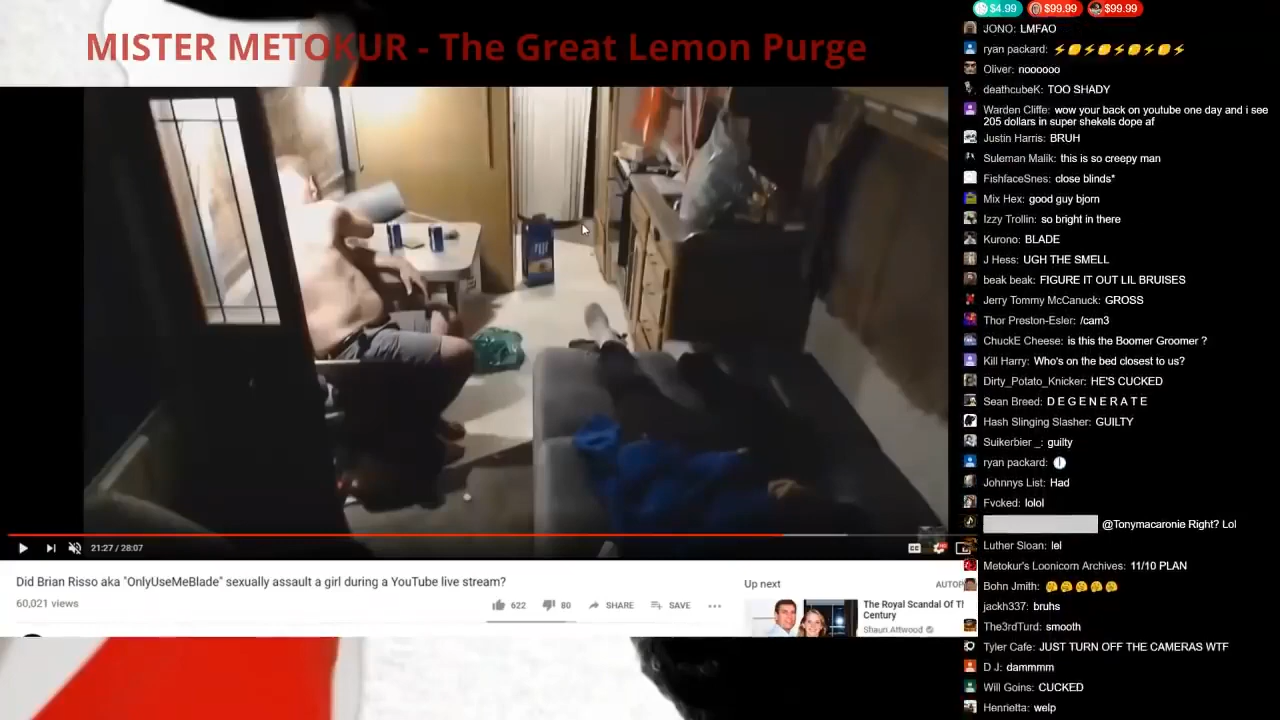 MISTER METOKUR - The Great Lemon Purge
21:27 / 28:07
CC
Did Brian Risso aka "OnlyUseMeBlade" sexually assault a girl during a YouTube live stream?
60,021 views
622
80
SHARE
SAVE
Up next
AUTOP
The Royal Scandal Of Th
Century
Shaun Attwood
$4.99 $99.99 $99.99
JONO: LMFAO
ryan packard: ⚡🍋⚡🍋⚡🍋⚡🍋⚡
Oliver: noooooo
deathcubeK: TOO SHADY
Warden Cliffe: wow your back on youtube one day and i see
205 dollars in super shekels dope af
Justin Harris: BRUH
Suleman Malik: this is so creepy man
FishfaceSnes: close blinds*
Mix Hex: good guy bjorn
Izzy Trollin: so bright in there
Kurono: BLADE
J Hess: UGH THE SMELL
beak beak: FIGURE IT OUT LIL BRUISES
Jerry Tommy McCanuck: GROSS
Thor Preston-Esler: /cam3
ChuckE Cheese: is this the Boomer Groomer ?
Kill Harry: Who's on the bed closest to us?
Dirty_Potato_Knicker: HE'S CUCKED
Sean Breed: D E G E N E R A T E
Hash Slinging Slasher: GUILTY
Suikerbier _: guilty
ryan packard: 🕕
Johnnys List: Had
Fvcked: lolol
@Tonymacaronie Right? Lol
Luther Sloan: lel
Metokur's Loonicorn Archives: 11/10 PLAN
Bohn Jmith: 🤔🤔🤔🤔🤔
jackh337: bruhs
The3rdTurd: smooth
Tyler Cafe: JUST TURN OFF THE CAMERAS WTF
D J: dammmm
Will Goins: CUCKED
Henrietta: welp